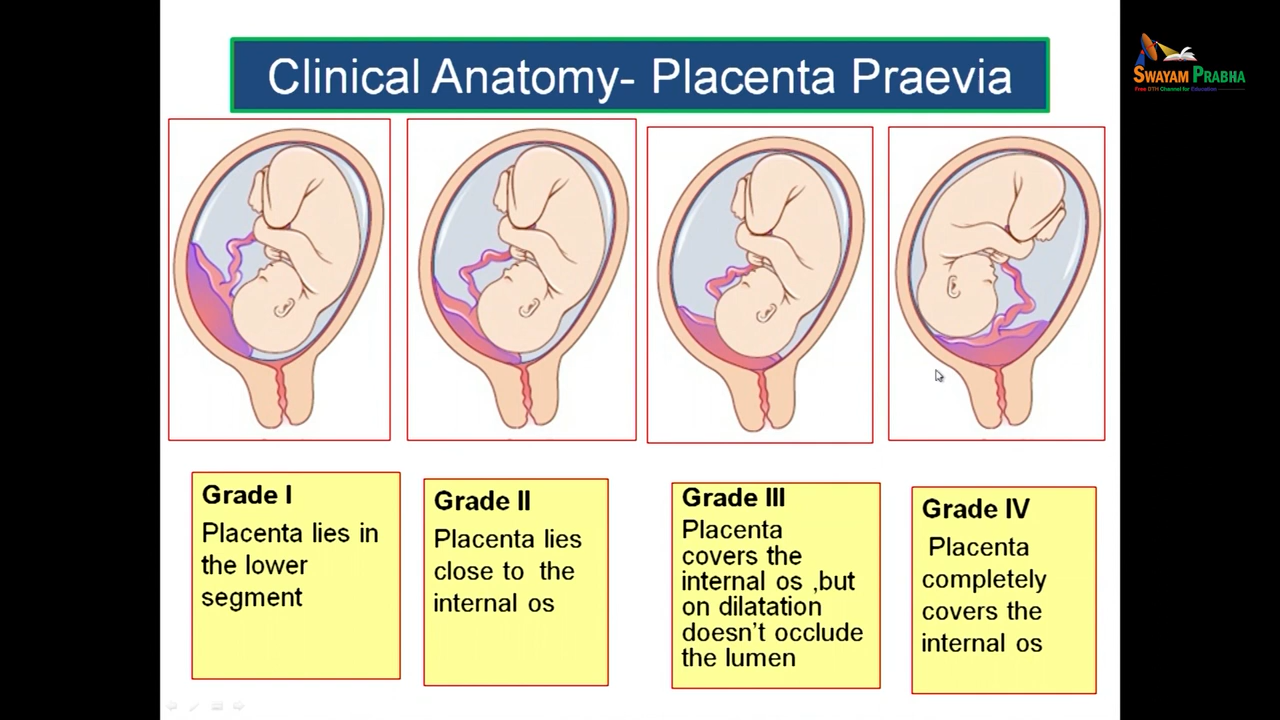 Clinical Anatomy- Placenta Praevia
SWAYAM PRABHA
Free DTH Channel for Education
Grade I
Placenta lies in
the lower
segment
Grade II
Placenta lies
close to the
internal os
Grade III
Placenta
covers the
internal os ,but
on dilatation
doesn't occlude
the lumen
Grade IV
Placenta
completely
covers the
internal os